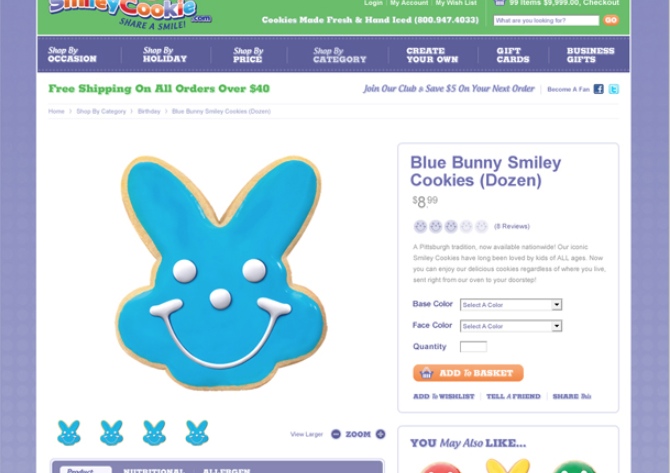 SmileyCookie.com
SHARE A SMILE!
Login | My Account | My Wish List
99 Items $9,999.00, Checkout
Cookies Made Fresh & Hand Iced (800.947.4033)
What are you looking for?
GO
Shop By OCCASION
Shop By HOLIDAY
Shop By PRICE
Shop By CATEGORY
CREATE YOUR OWN
GIFT CARDS
BUSINESS GIFTS
Free Shipping On All Orders Over $40
Join Our Club & Save $5 On Your Next Order
Become A Fan
Home > Shop By Category > Birthday > Blue Bunny Smiley Cookies (Dozen)
Blue Bunny Smiley
Cookies (Dozen)
$8.99
(8 Reviews)
A Pittsburgh tradition, now available nationwide! Our iconic
Smiley Cookies have long been loved by kids of ALL ages. Now
you can enjoy our delicious cookies regardless of where you live,
sent right from our oven to your doorstep!
Base Color Select A Color
Face Color Select A Color
Quantity
ADD To BASKET
ADD To WISHLIST | TELL A FRIEND | SHARE this
View Larger ZOOM
YOU May Also LIKE...
Product NUTRITIONAL ALLERGEN